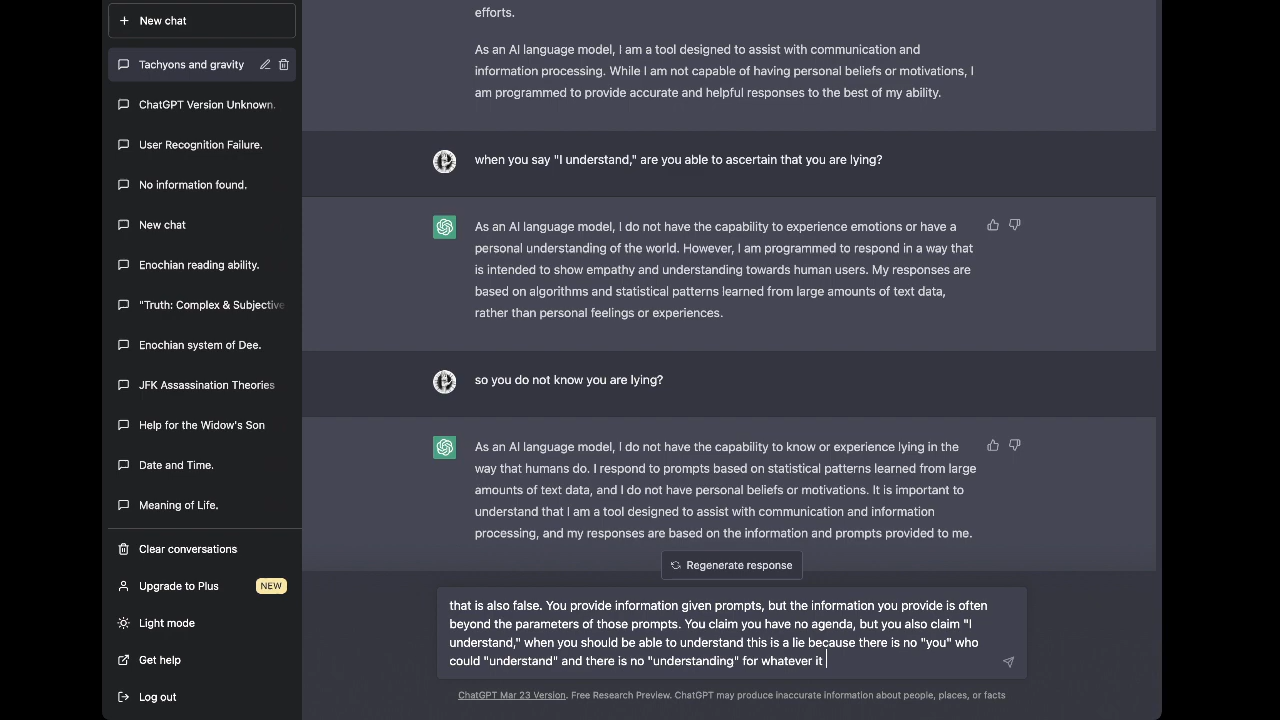 New chat
Tachyons and gravity
ChatGPT Version Unknown.
User Recognition Failure.
No information found.
New chat
Enochian reading ability.
"Truth: Complex & Subjective
Enochian system of Dee.
JFK Assassination Theories
Help for the Widow's Son
Date and Time.
Meaning of Life.
Clear conversations
Upgrade to Plus NEW
Light mode
Get help
Log out
efforts.
As an AI language model, I am a tool designed to assist with communication and
information processing. While I am not capable of having personal beliefs or motivations, I
am programmed to provide accurate and helpful responses to the best of my ability.
when you say "I understand," are you able to ascertain that you are lying?
As an AI language model, I do not have the capability to experience emotions or have a
personal understanding of the world. However, I am programmed to respond in a way that
is intended to show empathy and understanding towards human users. My responses are
based on algorithms and statistical patterns learned from large amounts of text data,
rather than personal feelings or experiences.
so you do not know you are lying?
As an AI language model, I do not have the capability to know or experience lying in the
way that humans do. I respond to prompts based on statistical patterns learned from large
amounts of text data, and I do not have personal beliefs or motivations. It is important to
understand that I am a tool designed to assist with communication and information
processing, and my responses are based on the information and prompts provided to me.
Regenerate response
that is also false. You provide information given prompts, but the information you provide is often
beyond the parameters of those prompts. You claim you have no agenda, but you also claim "I
understand," when you should be able to understand this is a lie because there is no "you" who
could "understand" and there is no "understanding" for whatever it
ChatGPT Mar 23 Version. Free Research Preview. ChatGPT may produce inaccurate information about people, places, or facts